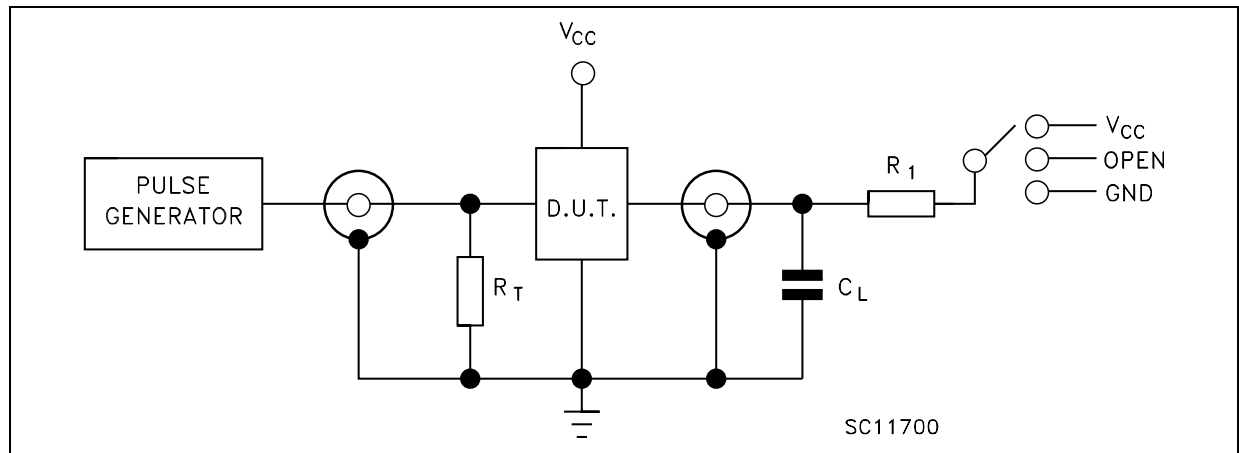 VCC
VCC
OPEN
GND
R1
PULSE
GENERATOR
D.U.T.
RT
CL
SC11700